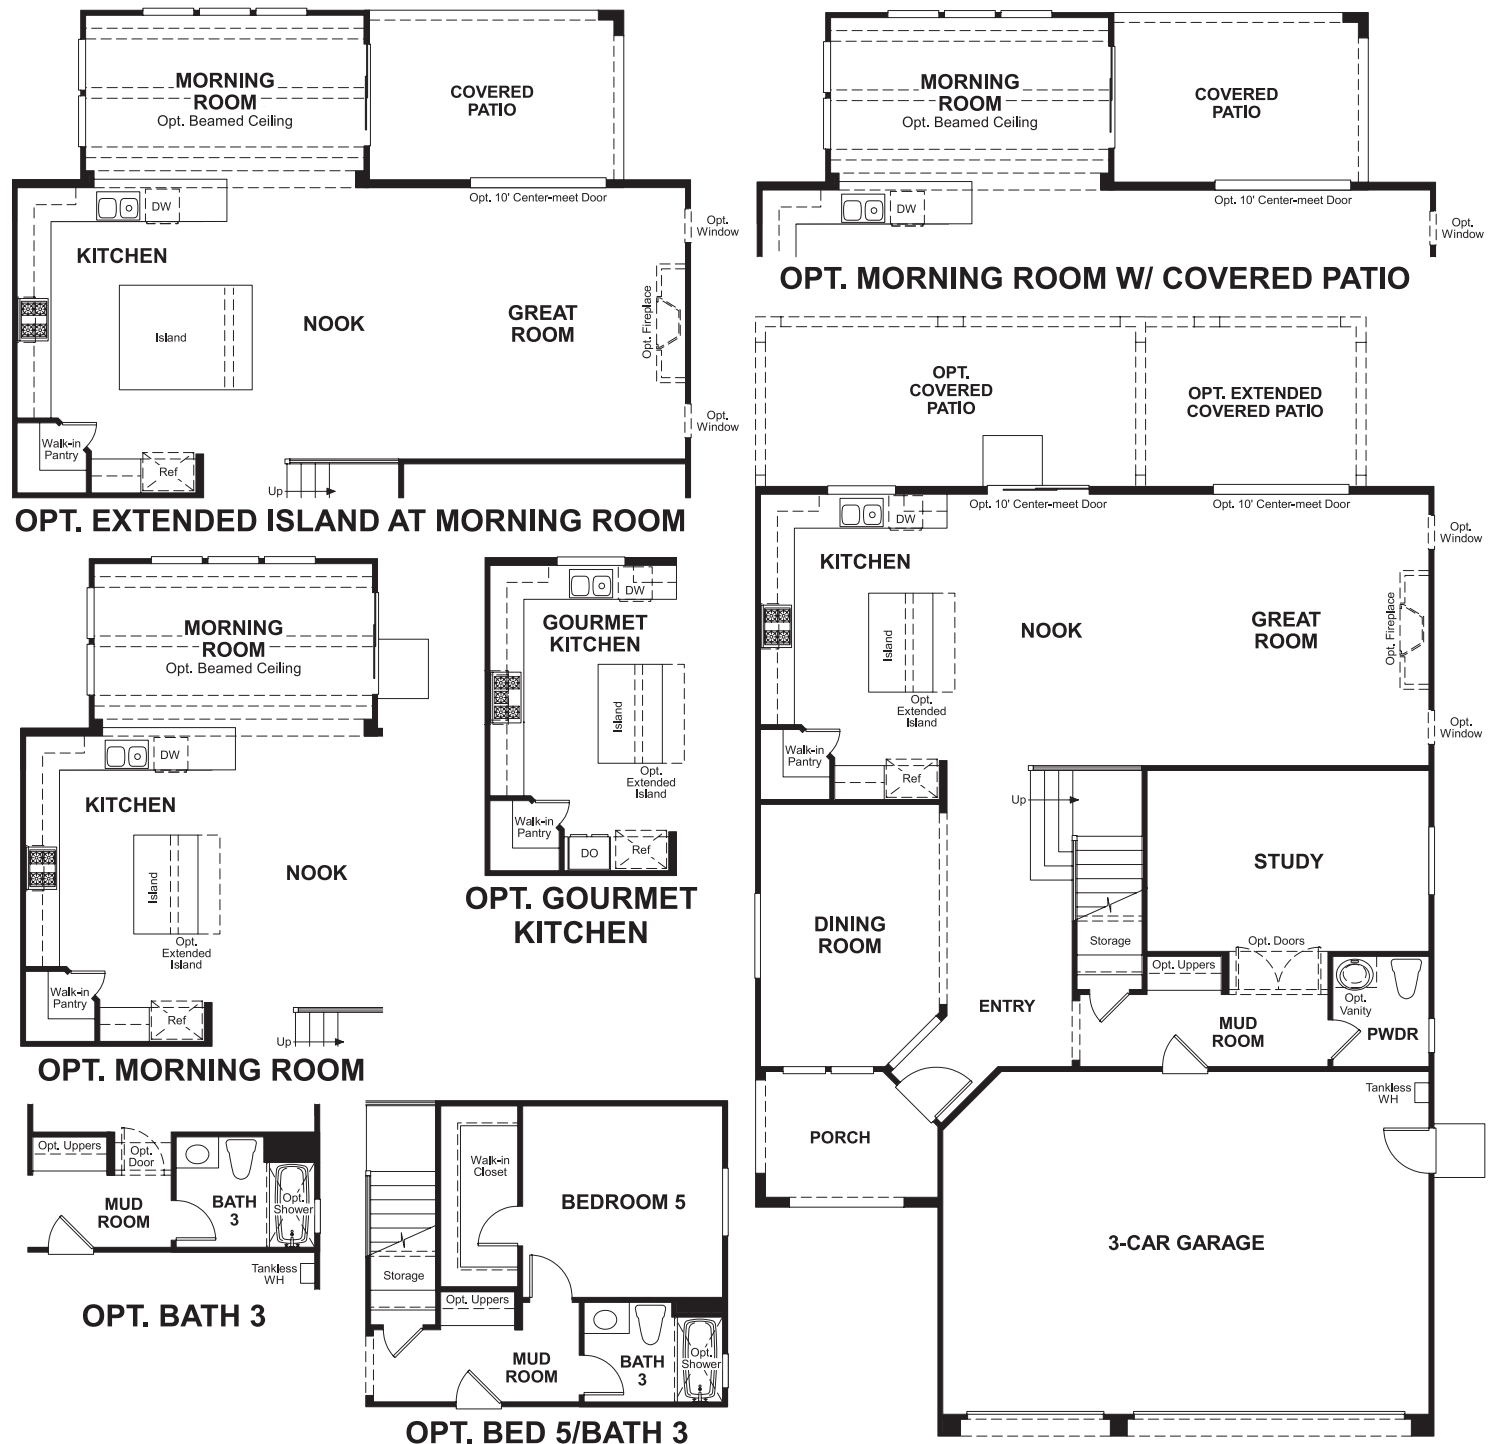 MORNING
ROOM
Opt. Beamed Ceiling
COVERED
PATIO
Opt. 10' Center-meet Door
DW
KITCHEN
Opt.
Window
Island
NOOK
GREAT
ROOM
Opt. Fireplace
Opt.
Window
Walk-in
Pantry
Ref
Up
OPT. EXTENDED ISLAND AT MORNING ROOM
MORNING
ROOM
Opt. Beamed Ceiling
COVERED
PATIO
Opt. 10' Center-meet Door
DW
Opt.
Window
OPT. MORNING ROOM W/ COVERED PATIO
MORNING
ROOM
Opt. Beamed Ceiling
DW
KITCHEN
Island
Opt.
Extended
Island
NOOK
Walk-in
Pantry
Ref
Up
OPT. MORNING ROOM
DW
GOURMET
KITCHEN
Island
Opt.
Extended
Island
Walk-in
Pantry
DO
Ref
OPT. GOURMET
KITCHEN
OPT.
COVERED
PATIO
OPT. EXTENDED
COVERED PATIO
Opt. 10' Center-meet Door
Opt. 10' Center-meet Door
DW
Opt.
Window
KITCHEN
Island
Opt.
Extended
Island
NOOK
GREAT
ROOM
Opt. Fireplace
Opt.
Window
Walk-in
Pantry
Ref
Up
STUDY
DINING
ROOM
Storage
Opt. Doors
Opt. Uppers
Opt.
Vanity
ENTRY
MUD
ROOM
PWDR
Tankless
WH
PORCH
3-CAR GARAGE
Opt. Uppers
Opt.
Door
MUD
ROOM
BATH
3
Opt.
Shower
Tankless
WH
OPT. BATH 3
Walk-in
Closet
BEDROOM 5
Storage
Opt. Uppers
MUD
ROOM
BATH
3
Opt.
Shower
OPT. BED 5/BATH 3